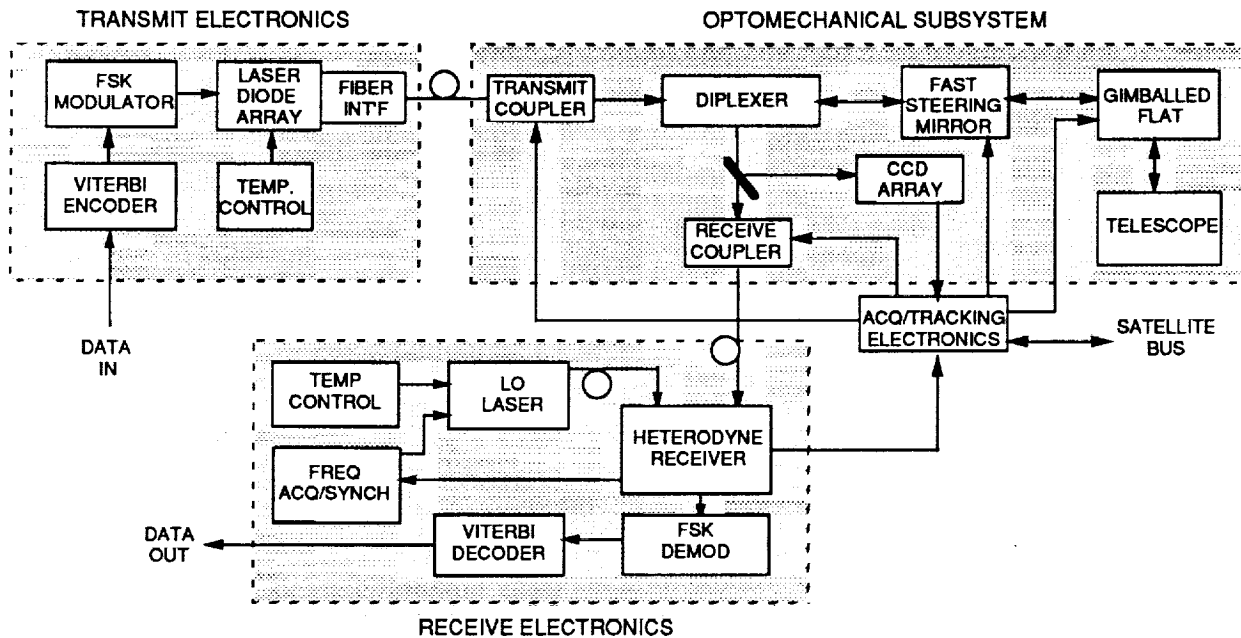 TRANSMIT ELECTRONICS
OPTOMECHANICAL SUBSYSTEM
FSK
MODULATOR
LASER
DIODE
ARRAY
FIBER
INT'F
VITERBI
ENCODER
TEMP.
CONTROL
DATA
IN
TRANSMIT
COUPLER
DIPLEXER
FAST
STEERING
MIRROR
GIMBALLED
FLAT
CCD
ARRAY
RECEIVE
COUPLER
TELESCOPE
ACQ/TRACKING
ELECTRONICS
SATELLITE
BUS
TEMP
CONTROL
LO
LASER
HETERODYNE
RECEIVER
FREQ
ACQ/SYNCH
VITERBI
DECODER
FSK
DEMOD
DATA
OUT
RECEIVE ELECTRONICS